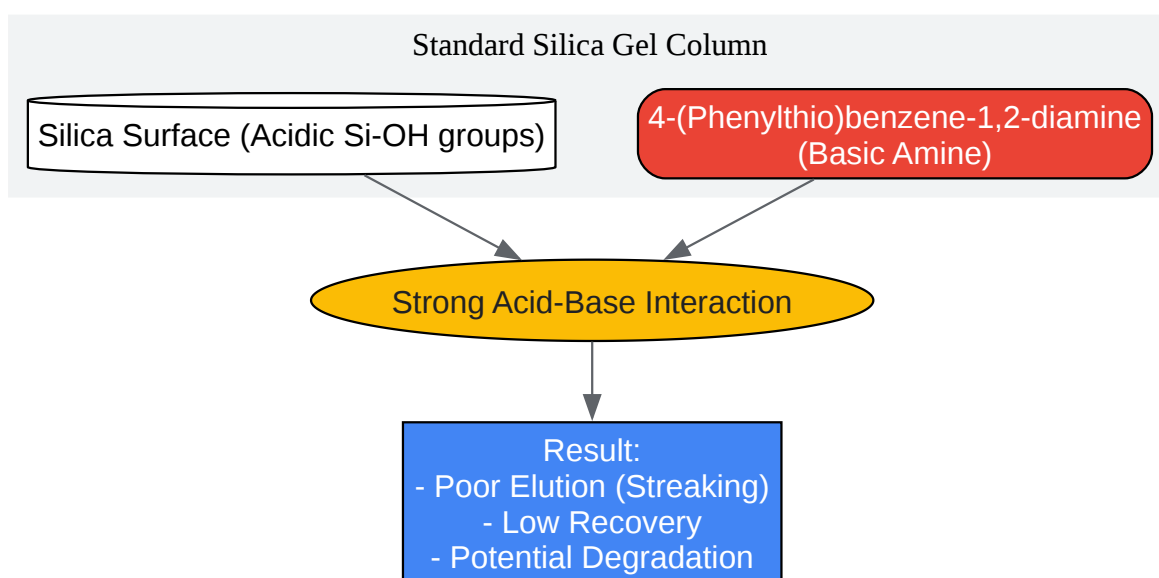 Standard Silica Gel Column
Silica Surface (Acidic Si-OH groups)
4-(Phenylthio)benzene-1,2-diamine
(Basic Amine)
Strong Acid-Base Interaction
Result:
- Poor Elution (Streaking)
- Low Recovery
- Potential Degradation